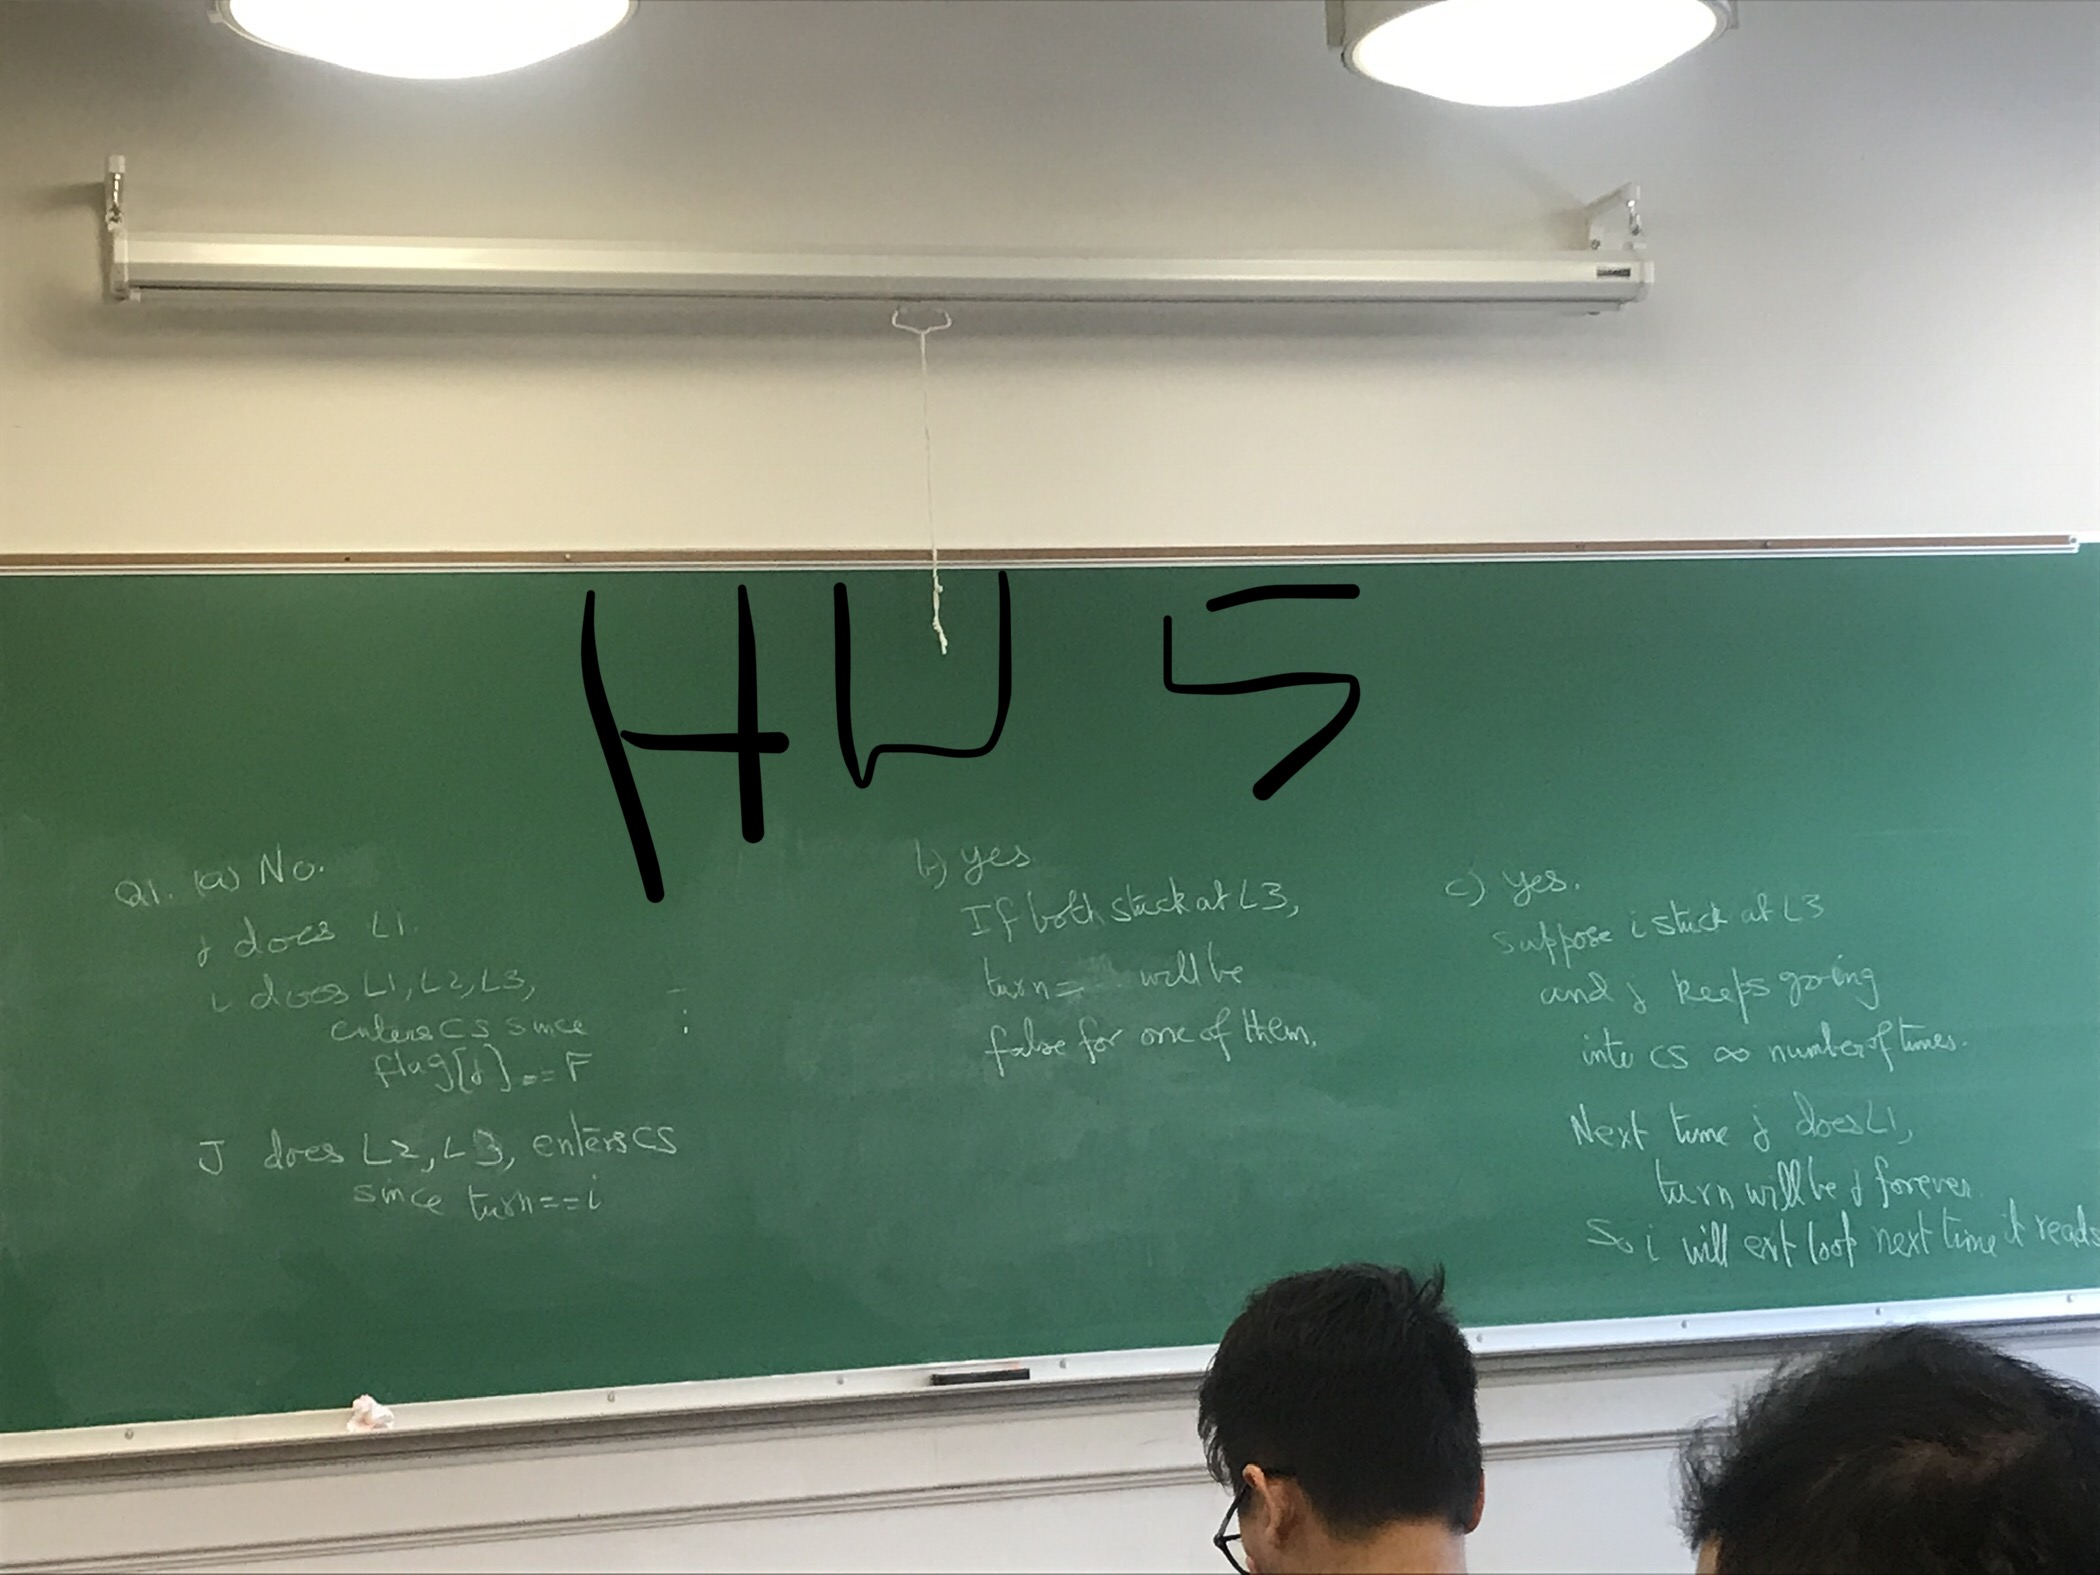 HW 5
Q1. (a) No.
j does L1.
i does L1, L2, L3,
enters CS since
flag[j] == F
J does L2, L3, enters CS
since turn == i
b) yes
If both stuck at L3,
turn = will be
false for one of them.
c) yes.
Suppose i stuck at L3
and j keeps going
into CS ∞ number of times.
Next time j does L1,
turn will be j forever.
So i will exit loop next time it reads